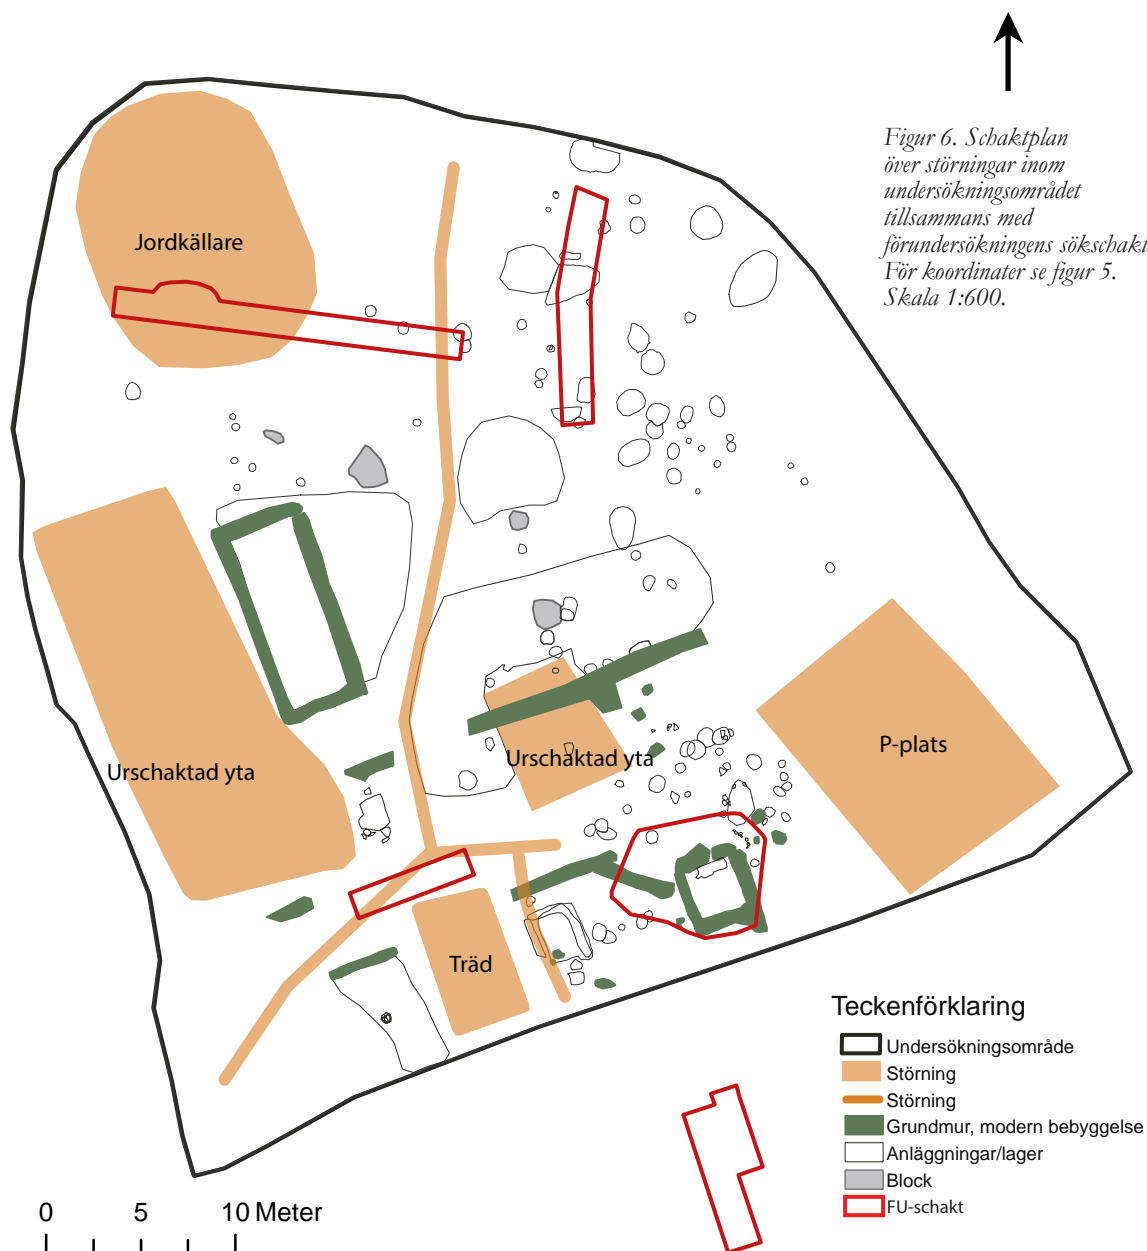 Figur 6. Schaktplan
över störningar inom
undersökningsområdet
tillsammans med
förundersökningens sökschakt
För koordinater se figur 5.
Skala 1:600.
Jordkällare
Urschaktad yta
Urschaktad yta
P-plats
Träd
Teckenförklaring
Undersökningsområde
Störning
Störning
Grundmur, modern bebyggelse
Anläggningar/lager
Block
FU-schakt
0 5 10 Meter